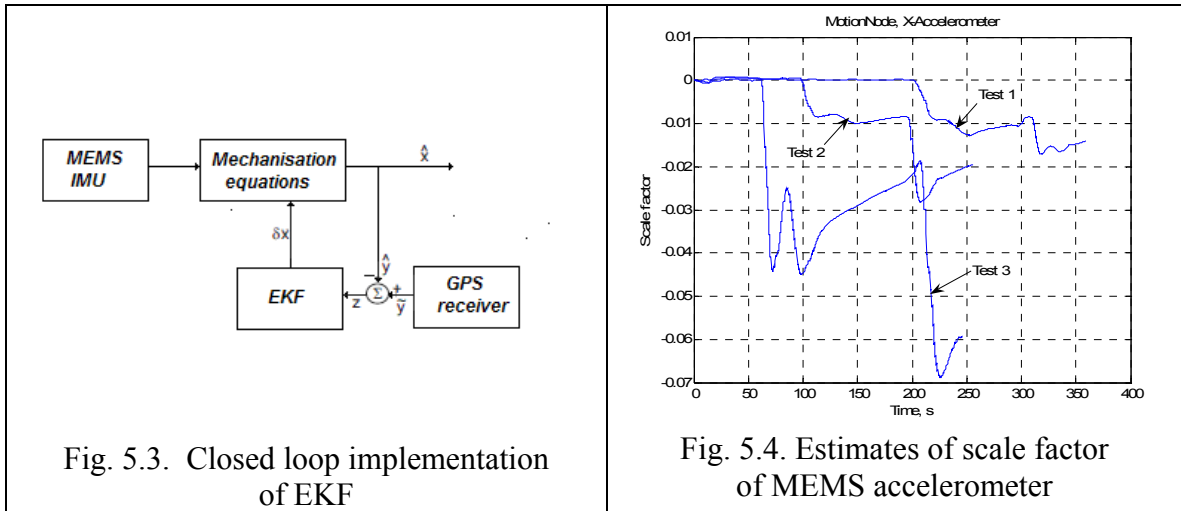 MEMS
IMU
Mechanisation
equations
x̂
δx
ŷ
−
EKF
z
Σ
+
ỹ
GPS
receiver
Fig. 5.3.  Closed loop implementation
of EKF
MotionNode, X-Accelerometer
0.01
0
-0.01
-0.02
-0.03
-0.04
-0.05
-0.06
-0.07
Scale factor
Test 1
Test 2
Test 3
0 50 100 150 200 250 300 350 400
Time, s
Fig. 5.4. Estimates of scale factor
of MEMS accelerometer